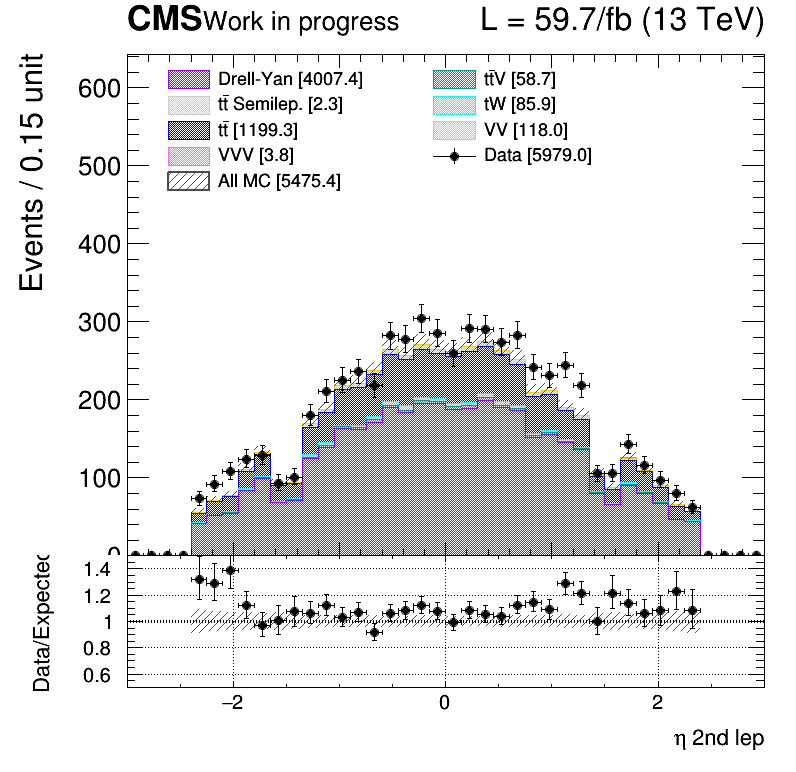 CMS Work in progress L = 59.7/fb (13 TeV)
Events / 0.15 unit
600
500
400
300
200
100
0
Drell-Yan [4007.4]
tt̄ Semilep. [2.3]
tt̄ [1199.3]
VVV [3.8]
All MC [5475.4]
tt̄V [58.7]
tW [85.9]
VV [118.0]
Data [5979.0]
Data/Expected
1.4
1.2
1
0.8
0.6
−2 0 2
η 2nd lep